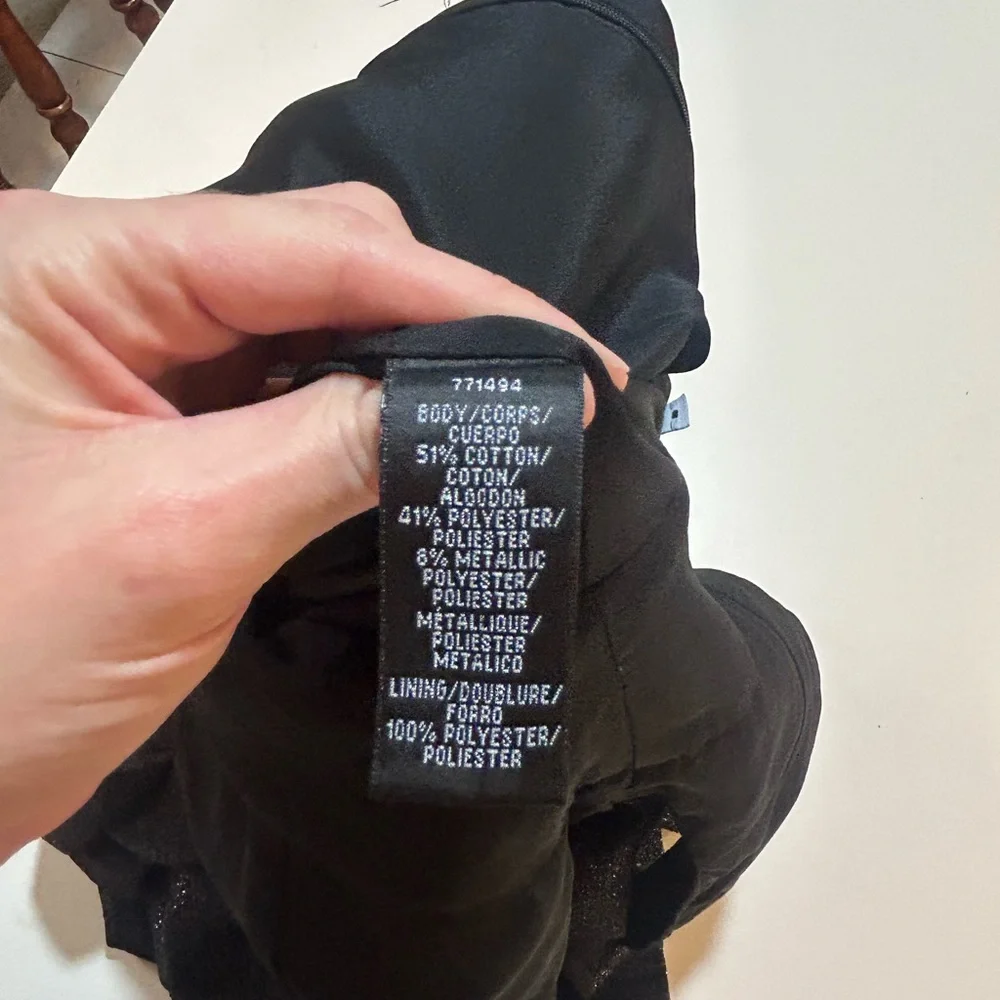 771494
BODY/CORPS/
CUERPO
51% COTTON/
COTON/
ALGODON
41% POLYESTER/
POLIESTER
8% METALLIC
POLYESTER/
POLIESTER
MÉTALLIQUE/
POLIESTER
METALICO
LINING/DOUBLURE/
FORRO
100% POLYESTER/
POLIESTER